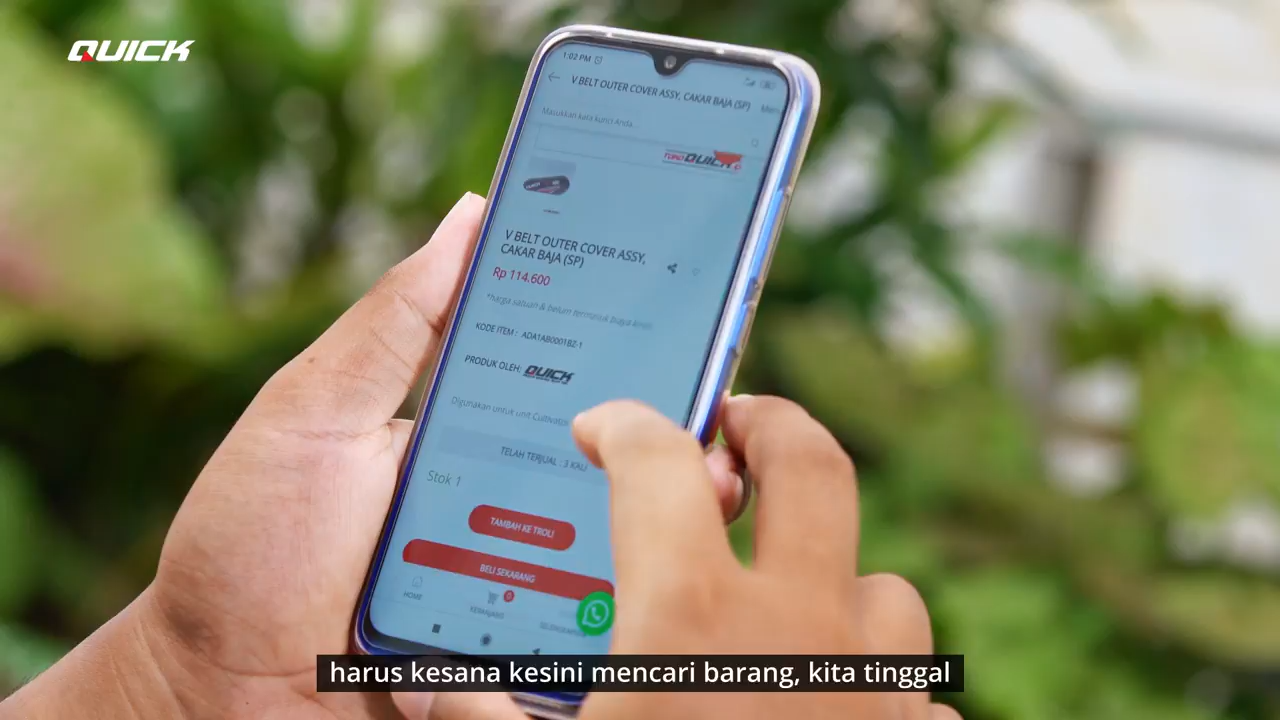 QUICK
1:02 PM
V BELT OUTER COVER ASSY, CAKAR BAJA (SP)
Masukkan kata kunci Anda..
TOKO QUICK
V BELT OUTER COVER ASSY,
CAKAR BAJA (SP)
Rp 114.600
*harga satuan & belum termasuk biaya kirim
KODE ITEM : ADA1AB0001BZ-1
PRODUK OLEH: QUICK
Digunakan untuk unit Cultivator
TELAH TERJUAL : 3 KALI
Stok 1
TAMBAH KE TROLI
BELI SEKARANG
HOME
KERANJANG
harus kesana kesini mencari barang, kita tinggal